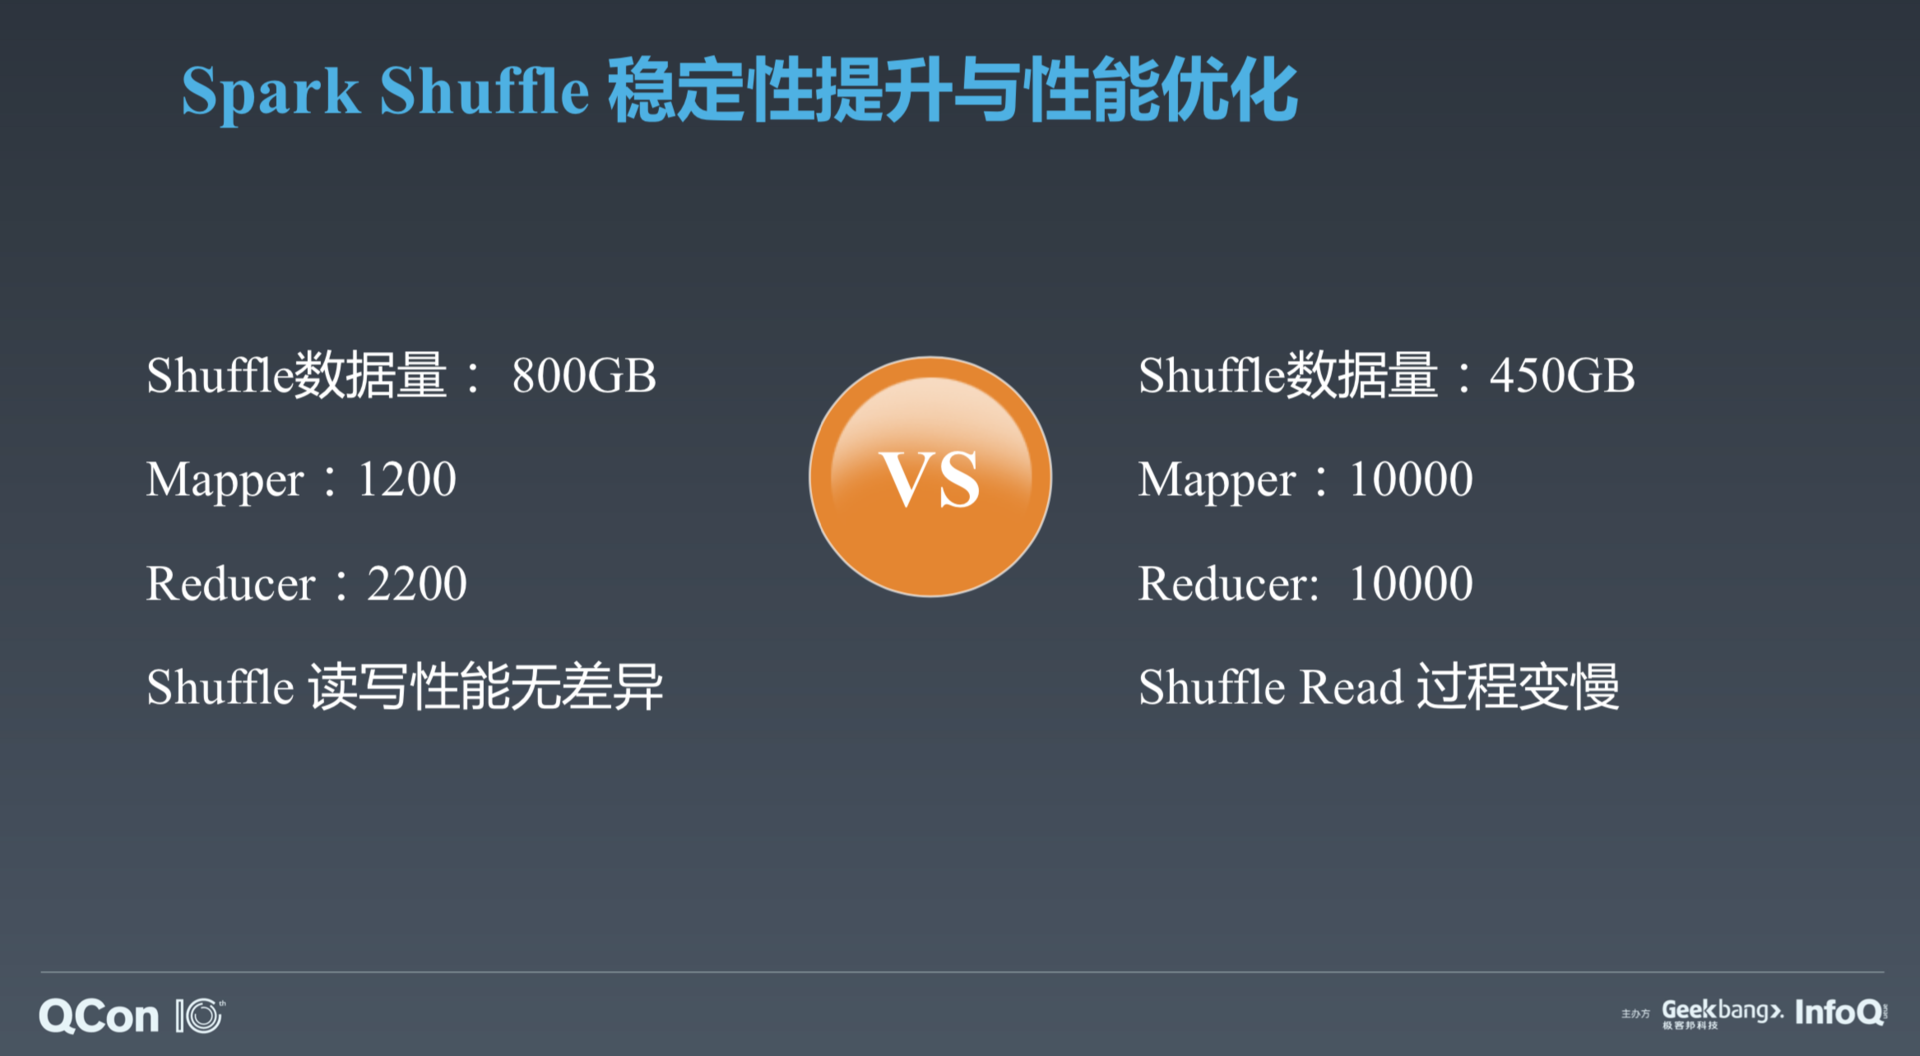 Spark Shuffle 稳定性提升与性能优化
Shuffle数据量： 800GB
Mapper：1200
Reducer：2200
Shuffle 读写性能无差异
VS
Shuffle数据量：450GB
Mapper：10000
Reducer: 10000
Shuffle Read 过程变慢
QCon 10th
主办方 Geekbang>. InfoQ
极客邦科技